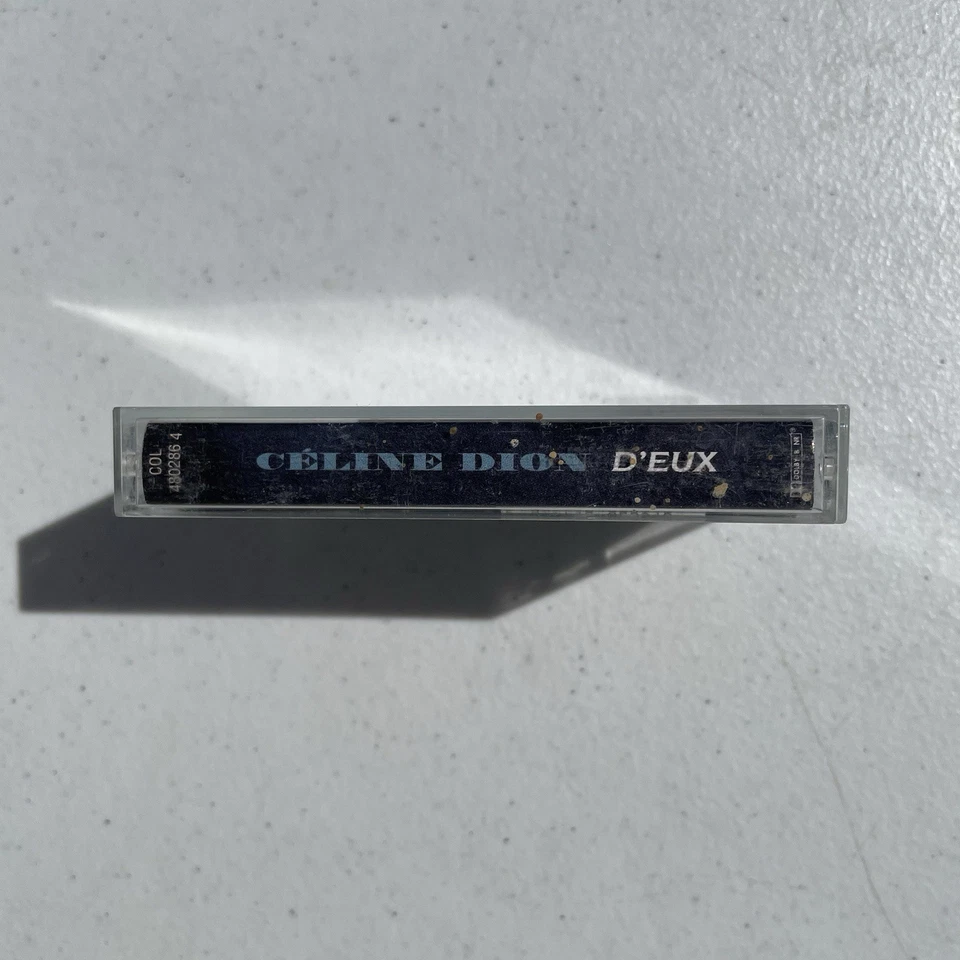 COL
480286 4
CÉLINE DION D'EUX